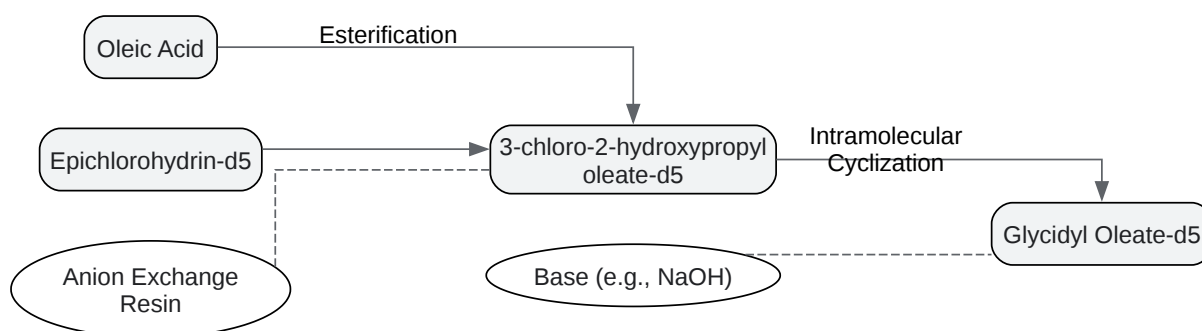 Oleic Acid
Esterification
Epichlorohydrin-d5
3-chloro-2-hydroxypropyl
oleate-d5
Intramolecular
Cyclization
Glycidyl Oleate-d5
Anion Exchange
Resin
Base (e.g., NaOH)